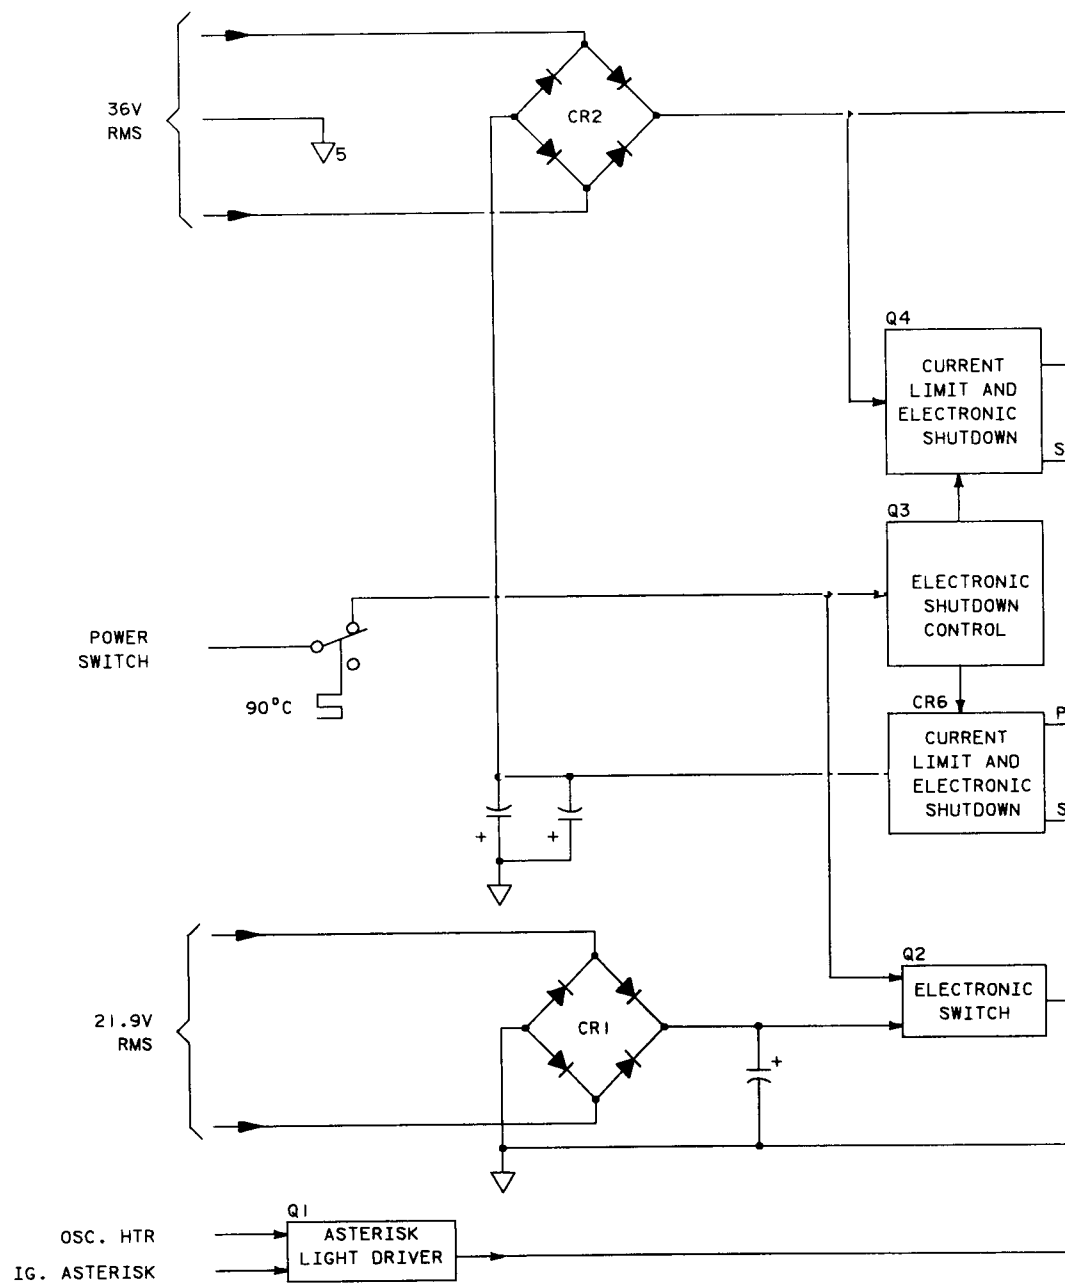 36V
RMS
5
CR2
Q4
CURRENT
LIMIT AND
ELECTRONIC
SHUTDOWN
S
Q3
ELECTRONIC
SHUTDOWN
CONTROL
POWER
SWITCH
90°C
CR6
P
CURRENT
LIMIT AND
ELECTRONIC
SHUTDOWN
S
+
+
Q2
ELECTRONIC
SWITCH
21.9V
RMS
CR1
+
Q1
OSC. HTR
IG. ASTERISK
ASTERISK
LIGHT DRIVER